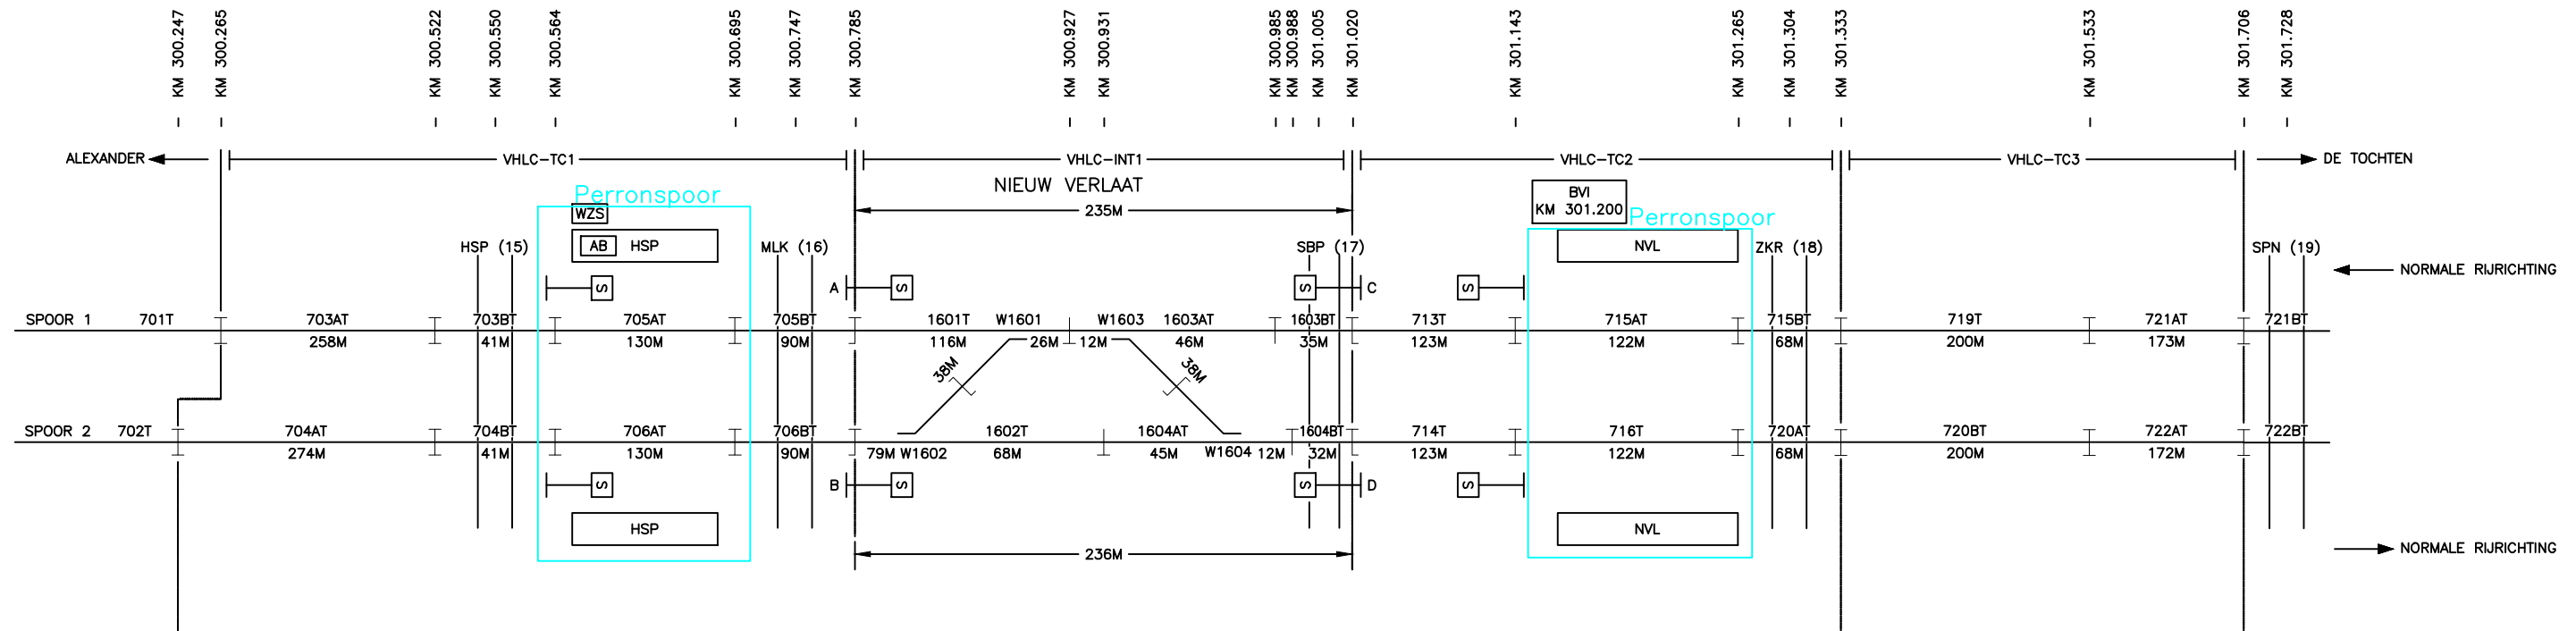 KM 300.247
KM 300.265
KM 300.522
KM 300.550
KM 300.564
KM 300.695
KM 300.747
KM 300.785
KM 300.927
KM 300.931
KM 300.985
KM 300.988
KM 301.005
KM 301.020
KM 301.143
KM 301.265
KM 301.304
KM 301.333
KM 301.533
KM 301.706
KM 301.728
ALEXANDER
VHLC-TC1
VHLC-INT1
VHLC-TC2
VHLC-TC3
DE TOCHTEN
NIEUW VERLAAT
Perronspoor
WZS
235M
BVI
KM 301.200
Perronspoor
HSP (15)
AB
HSP
MLK (16)
SBP (17)
NVL
ZKR (18)
SPN (19)
NORMALE RIJRICHTING
S
A
S
S
C
S
SPOOR 1
701T
703AT
703BT
705AT
705BT
1601T
W1601
W1603
1603AT
1603BT
713T
715AT
715BT
719T
721AT
721BT
258M
41M
130M
90M
116M
26M
12M
46M
35M
123M
122M
68M
200M
173M
38M
38M
SPOOR 2
702T
704AT
704BT
706AT
706BT
1602T
1604AT
1604BT
714T
716T
720AT
720BT
722AT
722BT
274M
41M
130M
90M
79M
W1602
68M
45M
W1604
12M
32M
123M
122M
68M
200M
172M
S
B
S
S
D
S
HSP
NVL
236M
NORMALE RIJRICHTING